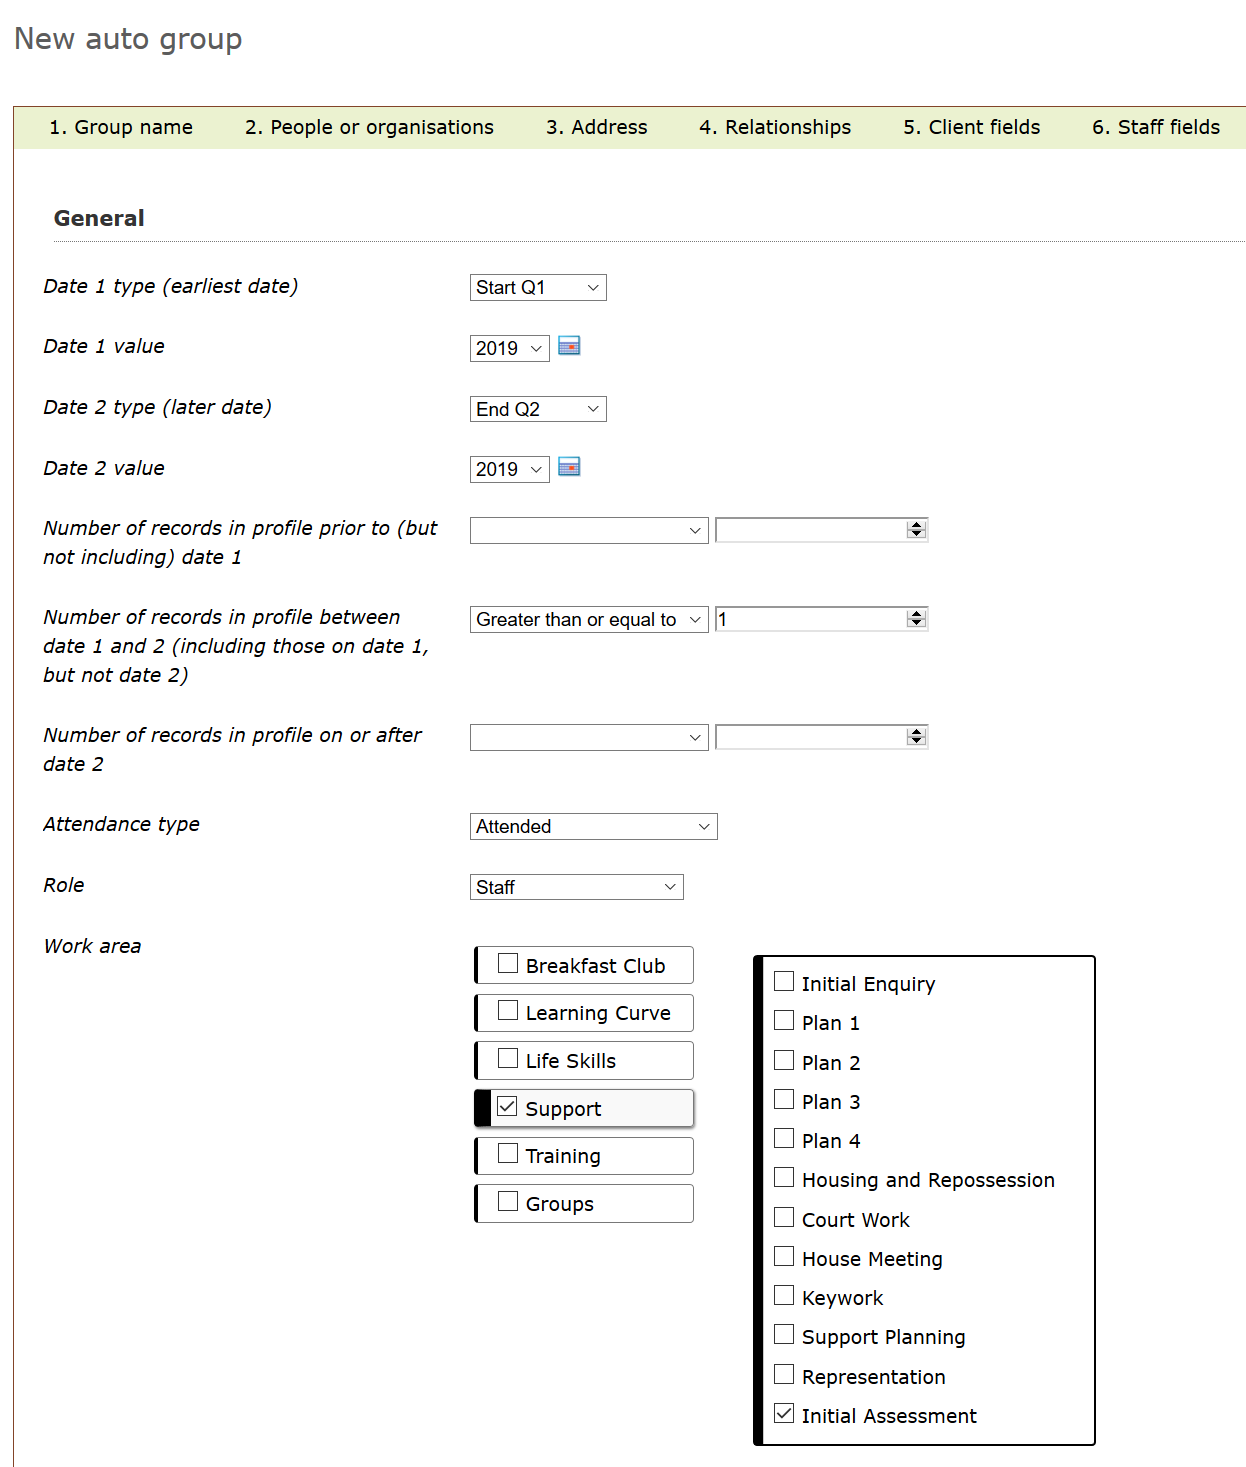 New auto group
1. Group name 2. People or organisations 3. Address 4. Relationships 5. Client fields 6. Staff fields
General
Date 1 type (earliest date) Start Q1
Date 1 value 2019
Date 2 type (later date) End Q2
Date 2 value 2019
Number of records in profile prior to (but
not including) date 1
Number of records in profile between Greater than or equal to 1
date 1 and 2 (including those on date 1,
but not date 2)
Number of records in profile on or after
date 2
Attendance type Attended
Role Staff
Work area
Breakfast Club
Learning Curve
Life Skills
Support
Training
Groups
Initial Enquiry
Plan 1
Plan 2
Plan 3
Plan 4
Housing and Repossession
Court Work
House Meeting
Keywork
Support Planning
Representation
Initial Assessment